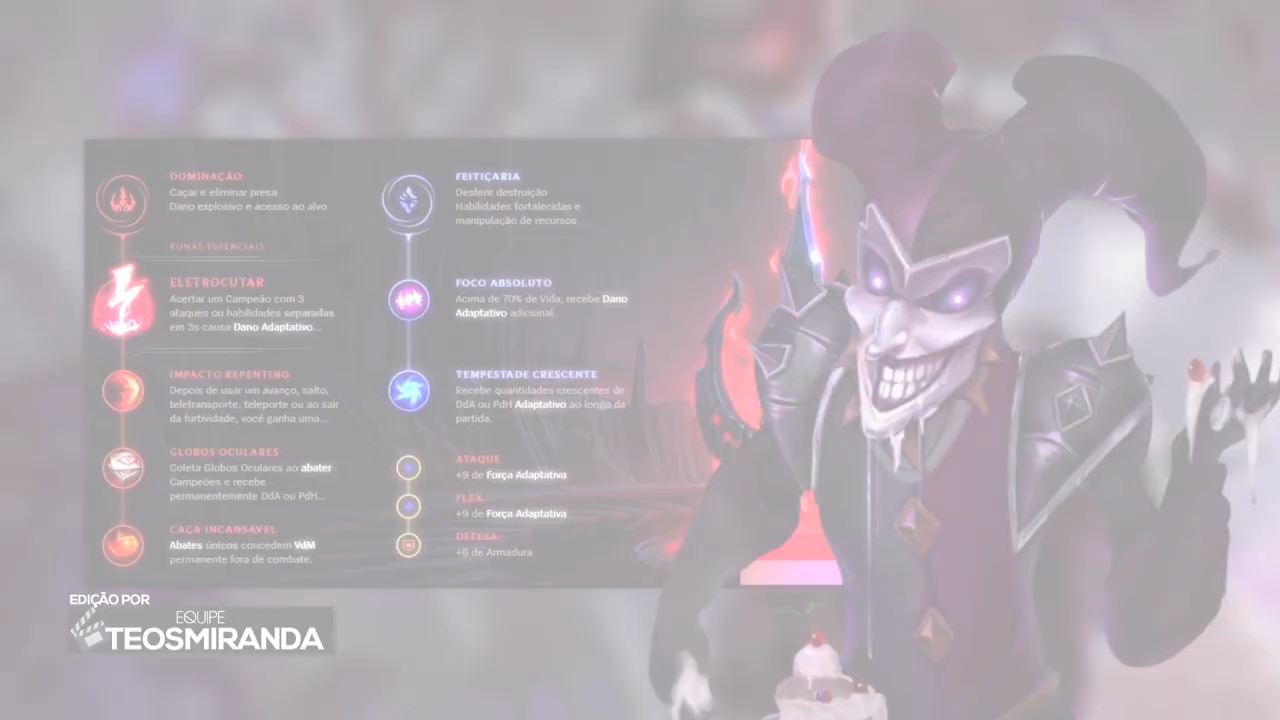 DOMINAÇÃO
Caçar e eliminar presa
Dano explosivo e acesso ao alvo
RUNAS ESSENCIAIS
ELETROCUTAR
Acertar um Campeão com 3
ataques ou habilidades separadas
em 3s causa Dano Adaptativo...
IMPACTO REPENTINO
Depois de usar um avanço, salto,
teletransporte, teleporte ou ao sair
da furtividade, você ganha uma...
GLOBOS OCULARES
Coleta Globos Oculares ao abater
Campeões e recebe
permanentemente DdA ou PdH...
CAÇA INCANSÁVEL
Abates únicos concedem VdM
permanente fora de combate.
FEITIÇARIA
Desferir destruição
Habilidades fortalecidas e
manipulação de recursos
FOCO ABSOLUTO
Acima de 70% de Vida, recebe Dano
Adaptativo adicional.
TEMPESTADE CRESCENTE
Recebe quantidades crescentes de
DdA ou PdH Adaptativo ao longo da
partida.
ATAQUE
+9 de Força Adaptativa
FLEX
+9 de Força Adaptativa
DEFESA
+6 de Armadura
EDIÇÃO POR
EQUIPE
TEOSMIRANDA